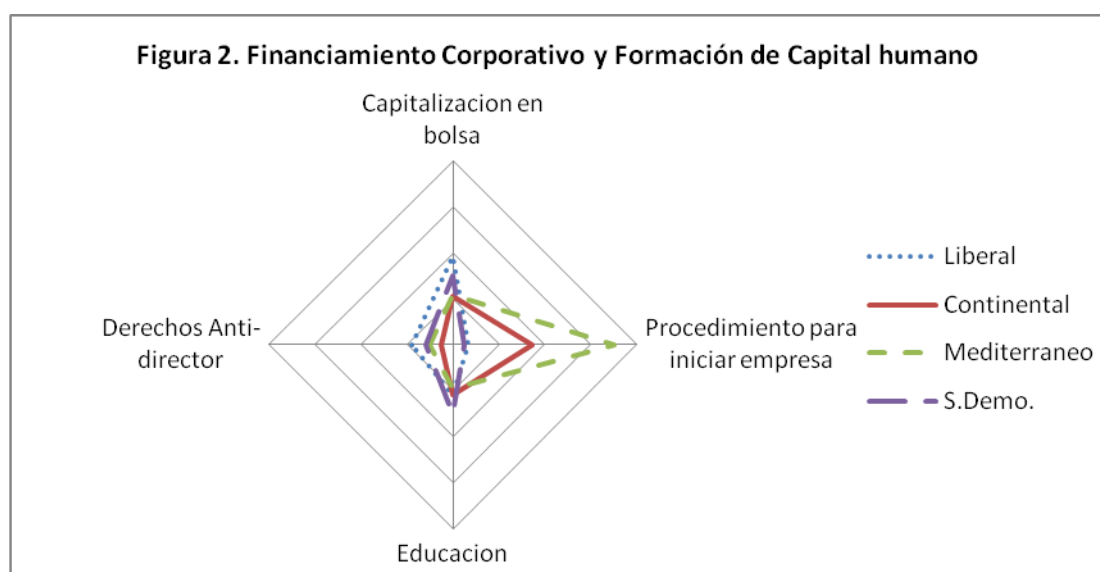 Figura 2. Financiamiento Corporativo y Formación de Capital humano
Capitalizacion en
bolsa
Derechos Anti-
director
Procedimiento para
iniciar empresa
Educacion
Liberal
Continental
Mediterraneo
S.Demo.